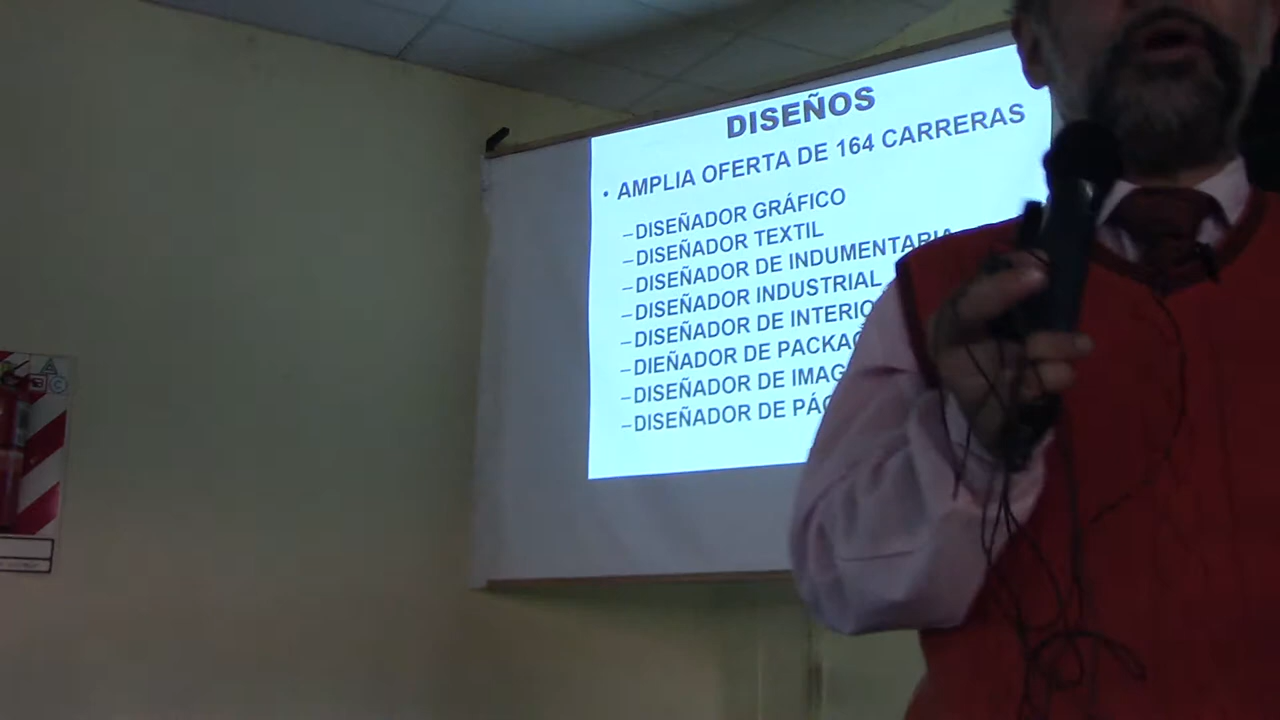 DISEÑOS
• AMPLIA OFERTA DE 164 CARRERAS
–DISEÑADOR GRÁFICO
–DISEÑADOR TEXTIL
–DISEÑADOR DE INDUMENTARIA
–DISEÑADOR INDUSTRIAL
–DISEÑADOR DE
–DIEÑADOR DE
–DISEÑADOR DE
–DISEÑADOR DE
A
C